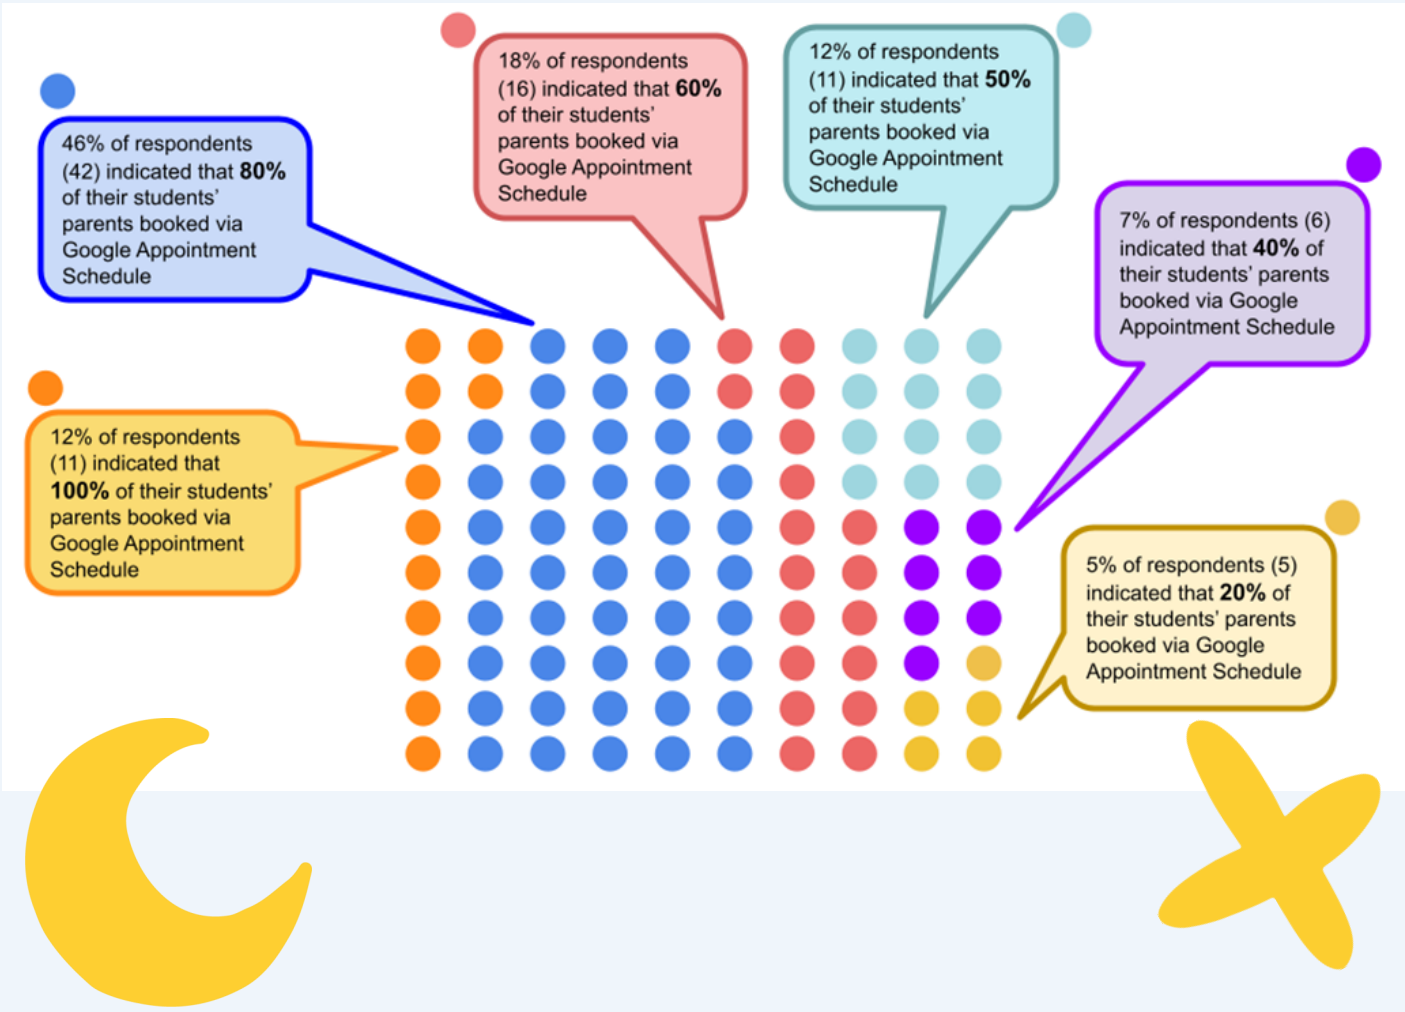 46% of respondents
(42) indicated that 80%
of their students’
parents booked via
Google Appointment
Schedule
18% of respondents
(16) indicated that 60%
of their students’
parents booked via
Google Appointment
Schedule
12% of respondents
(11) indicated that 50%
of their students’
parents booked via
Google Appointment
Schedule
7% of respondents (6)
indicated that 40% of
their students’ parents
booked via Google
Appointment Schedule
12% of respondents
(11) indicated that
100% of their students’
parents booked via
Google Appointment
Schedule
5% of respondents (5)
indicated that 20% of
their students’ parents
booked via Google
Appointment Schedule